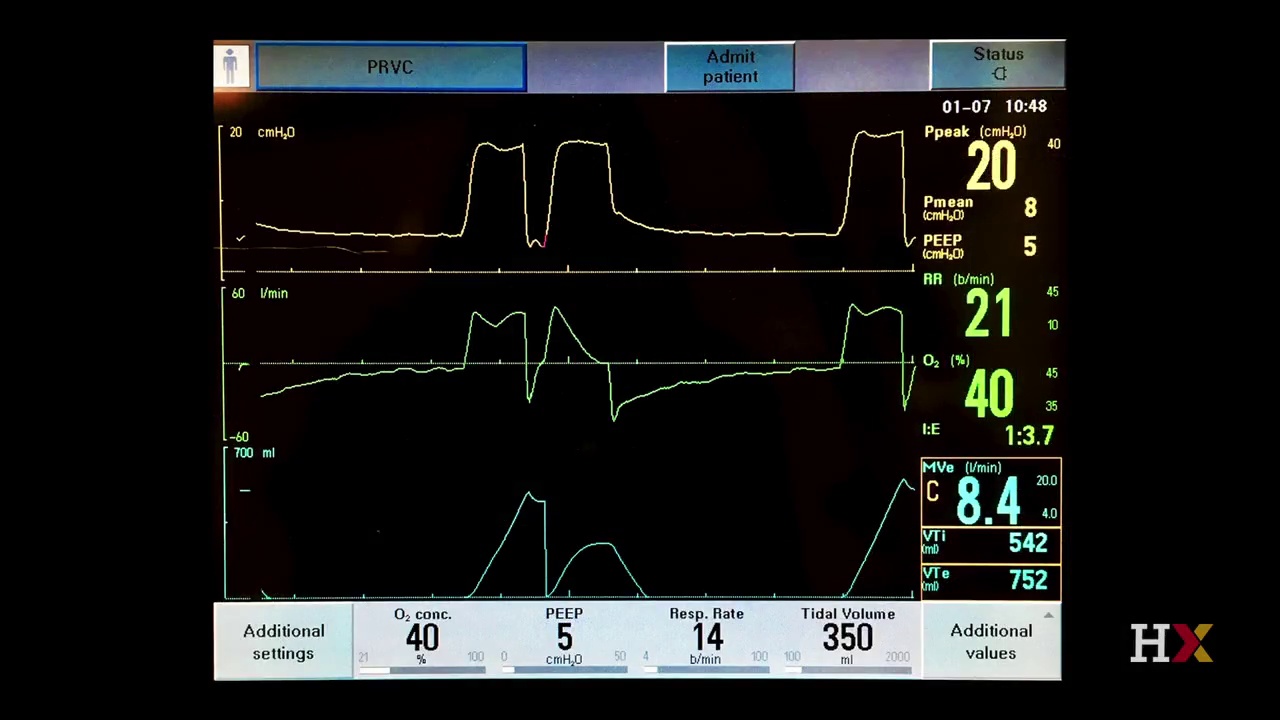 PRVC
Admit
patient
Status
01-07 10:48
20 cmH₂O
Ppeak (cmH₂O)
40
20
Pmean
(cmH₂O)
8
PEEP
(cmH₂O)
5
60 l/min
RR (b/min)
45
21
10
O₂ (%)
45
40
35
-60
I:E
1:3.7
700 ml
MVe (l/min)
20.0
C 8.4
4.0
VTi
(ml)
542
VTe
(ml)
752
Additional
settings
O₂ conc.
40
21 % 100
PEEP
5
0 cmH₂O 50
Resp. Rate
14
4 b/min 100
Tidal Volume
350
100 ml 2000
Additional
values
HX